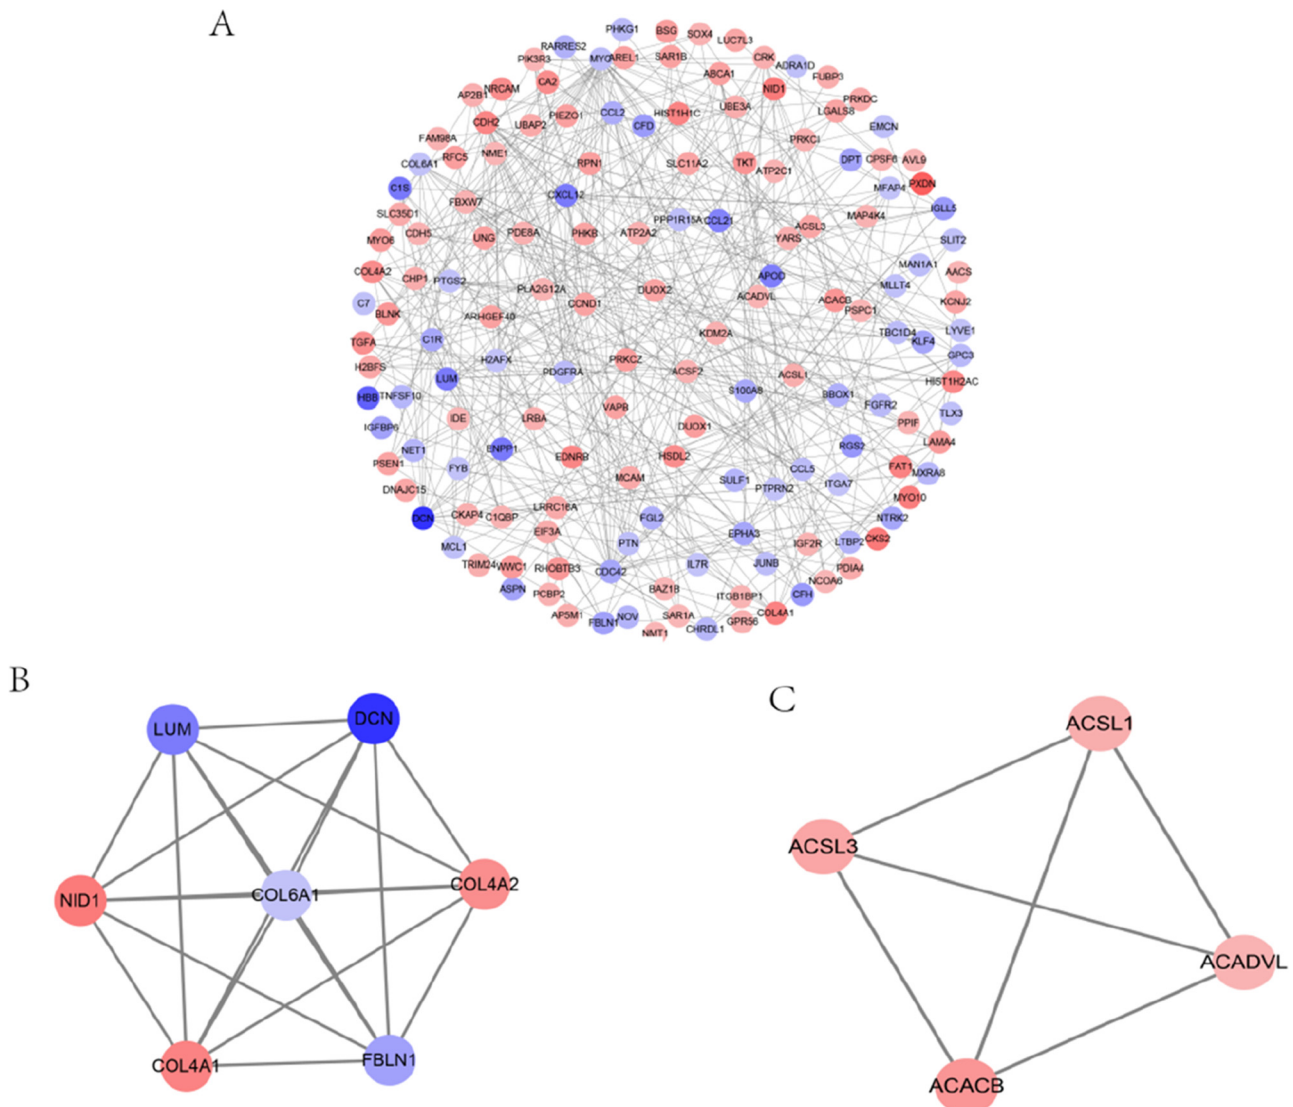 A
PHKG1
BSG
SOX4
LUC7L3
RARRES2
MYC
AREL1
SAR1B
CRK
ADRA1D
PIK3R3
CA2
ABCA1
FUBP3
NRCAM
NID1
AP2B1
PRKDC
PIEZO1
CCL2
HIST1H1C
UBE3A
LGALS8
CDH2
UBAP2
CFD
EMCN
FAM98A
PRKCI
RFC5
NME1
COL6A1
RPN1
SLC11A2
TKT
ATP2C1
DPT
CPSF6
AVL9
C1S
CXCL12
MFAP4
PXDN
FBXW7
SLC35D1
PPP1R15A
CCL21
MAP4K4
IGLL5
CDH5
UNG
PDE8A
PHKB
ATP2A2
ACSL3
YARS
MYO6
SLIT2
COL4A2
CHP1
PTGS2
APOD
MAN1A1
AACS
PLA2G12A
DUOX2
ACADVL
MLLT4
C7
BLNK
CCND1
ACACB
PSPC1
KCNJ2
ARHGEF40
TGFA
C1R
KDM2A
TBC1D4
KLF4
LYVE1
H2BFS
H2AFX
PDGFRA
PRKCZ
ACSF2
ACSL1
GPC3
LUM
HIST1H2AC
HBB
TNFSF10
S100A8
BBOX1
FGFR2
VAPB
TLX3
IGFBP6
IDE
LRBA
DUOX1
PPIF
NET1
ENPP1
EDNRB
HSDL2
RGS2
LAMA4
PSEN1
FYB
MCAM
SULF1
CCL5
PTPRN2
ITGA7
FAT1
MXRA8
DNAJC15
MYO10
DCN
CKAP4
C1QBP
LRRC16A
FGL2
NTRK2
EIF3A
EPHA3
MCL1
PTN
IGF2R
LTBP2
CKS2
TRIM24
WWC1
RHOBTB3
CDC42
IL7R
JUNB
PDIA4
ASPN
PCBP2
BAZ1B
ITGB1BP1
CFH
NCOA6
AP5M1
FBLN1
NOV
SAR1A
GPR56
COL4A1
NMT1
CHRDL1
B
LUM
DCN
NID1
COL6A1
COL4A2
COL4A1
FBLN1
C
ACSL1
ACSL3
ACADVL
ACACB